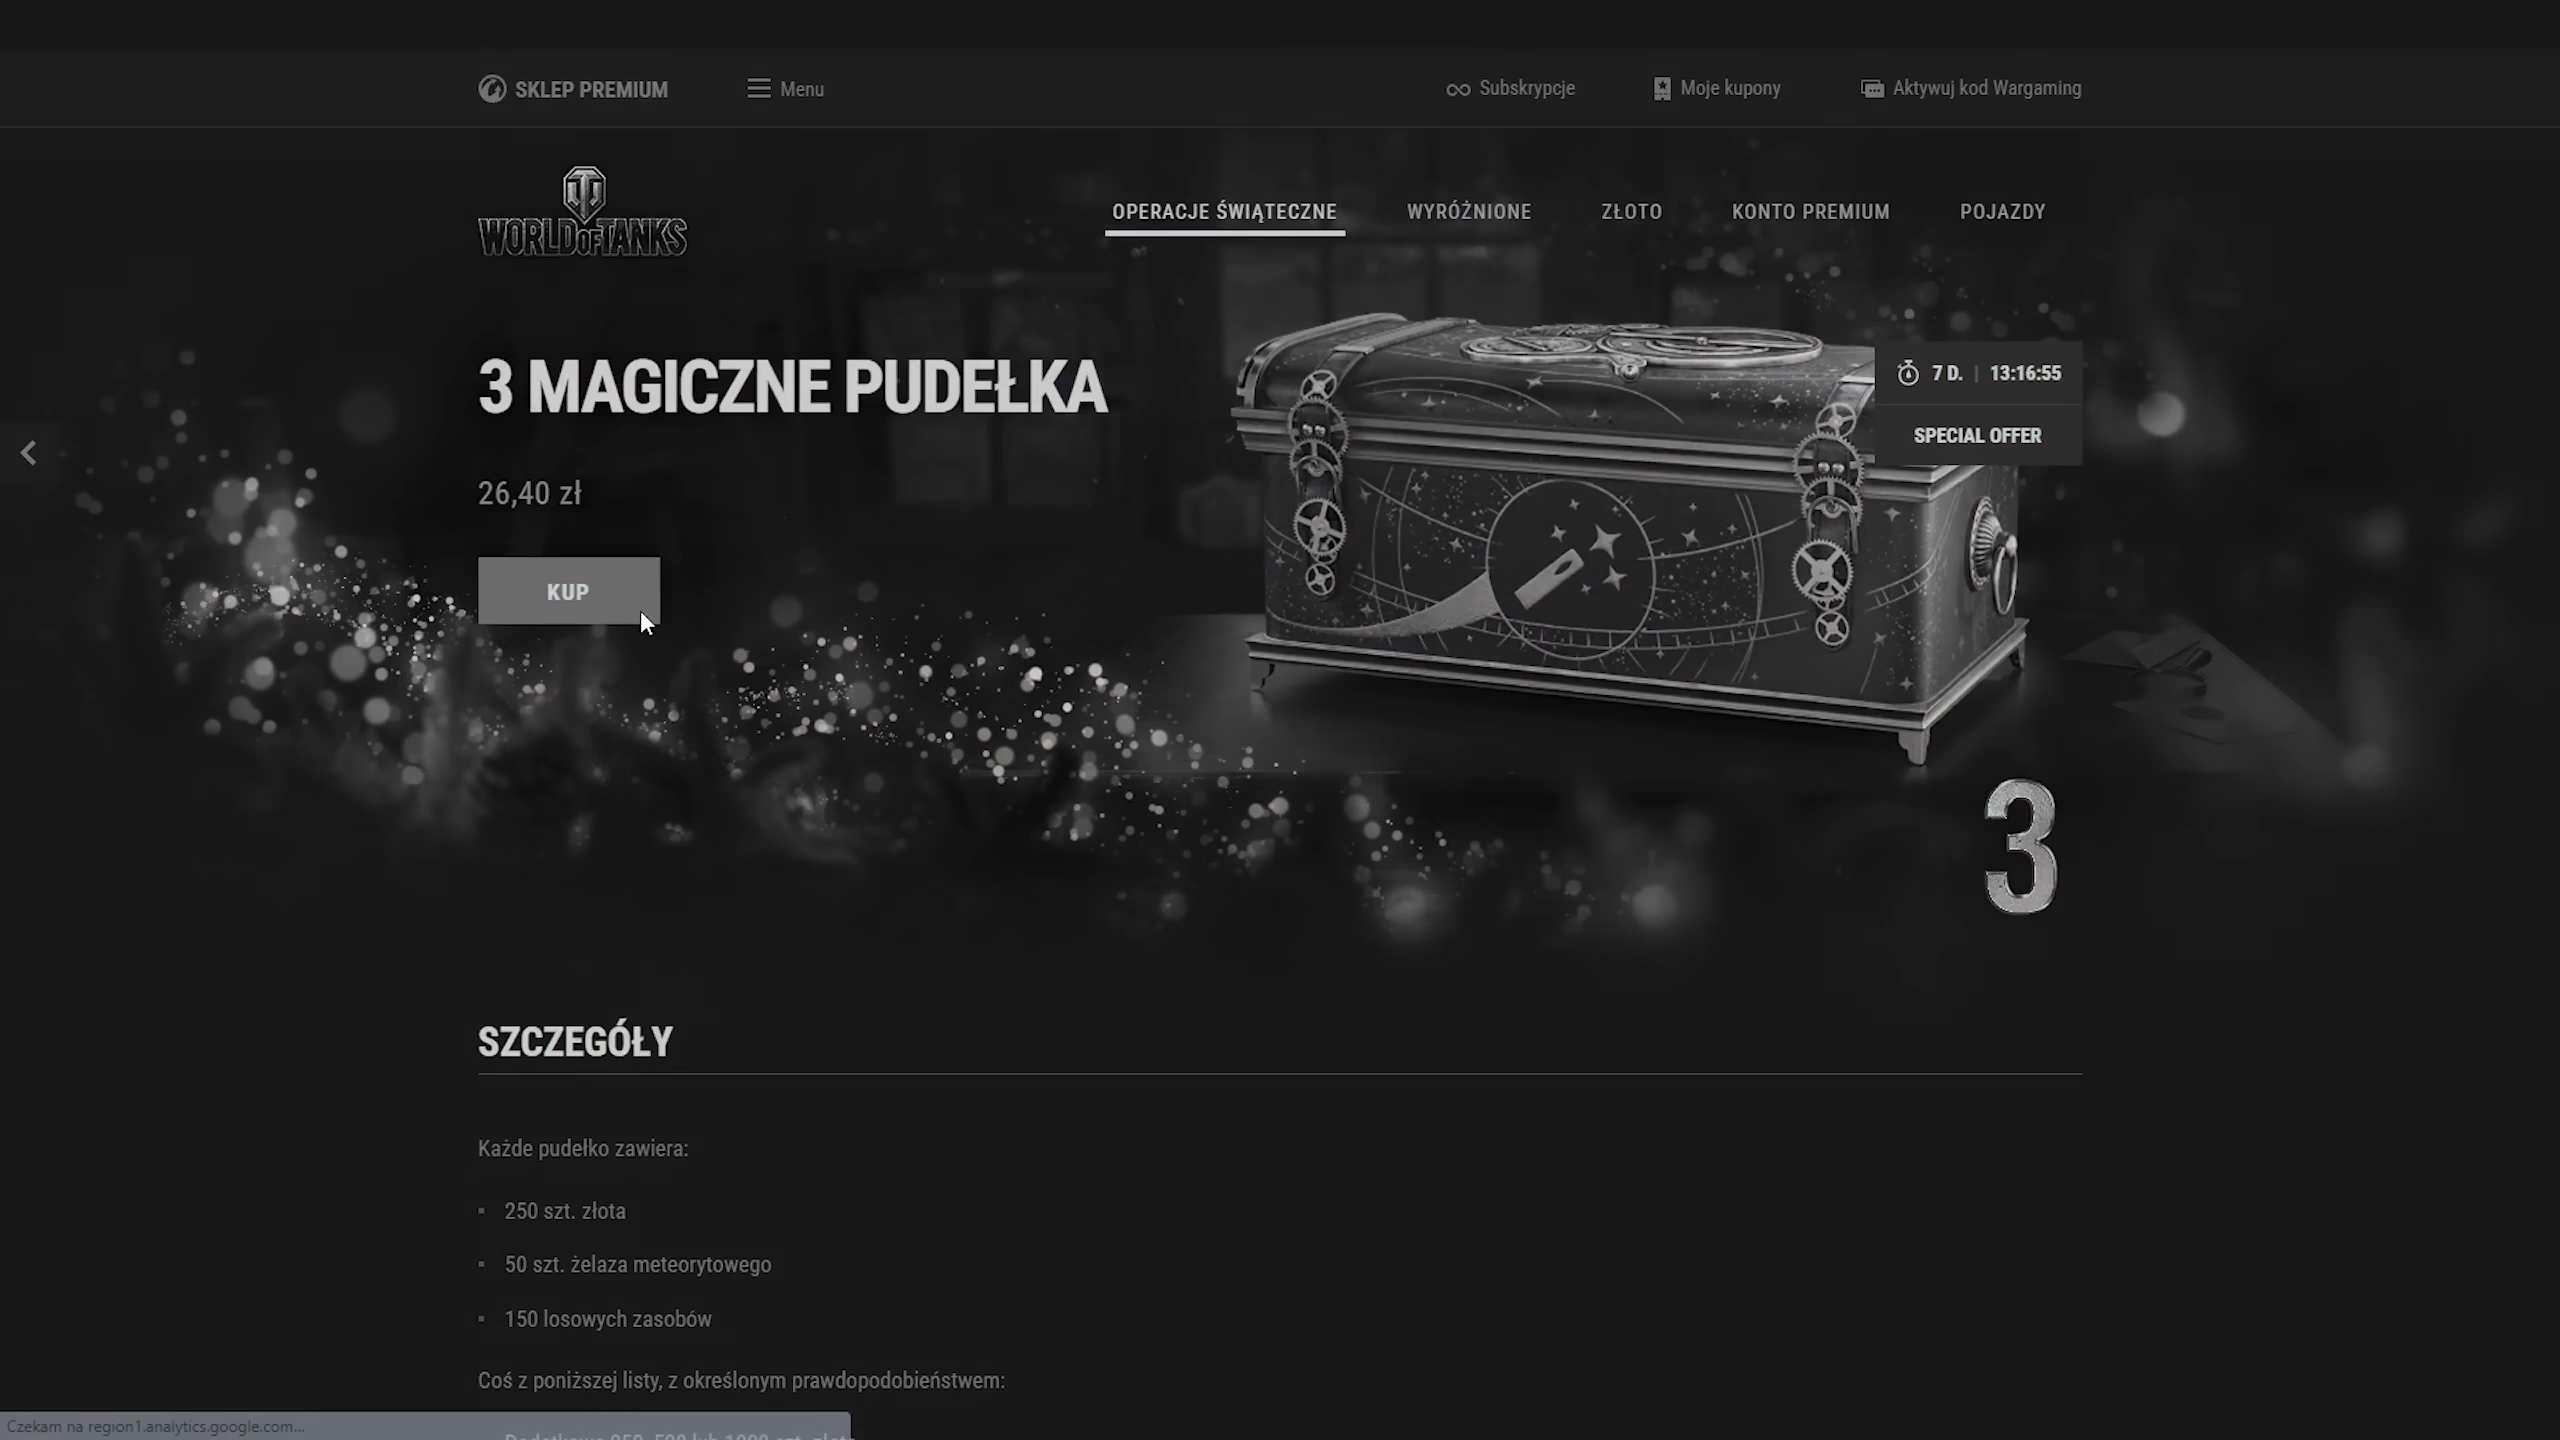 SKLEP PREMIUM
Menu
Subskrypcje
Moje kupony
Aktywuj kod Wargaming
WORLD OF TANKS
OPERACJE ŚWIĄTECZNE
WYRÓŻNIONE
ZŁOTO
KONTO PREMIUM
POJAZDY
3 MAGICZNE PUDEŁKA
7 D. | 13:16:55
SPECIAL OFFER
26,40 zł
KUP
3
SZCZEGÓŁY
Każde pudełko zawiera:
250 szt. złota
50 szt. żelaza meteorytowego
150 losowych zasobów
Coś z poniższej listy, z określonym prawdopodobieństwem:
Czekam na region1.analytics.google.com...